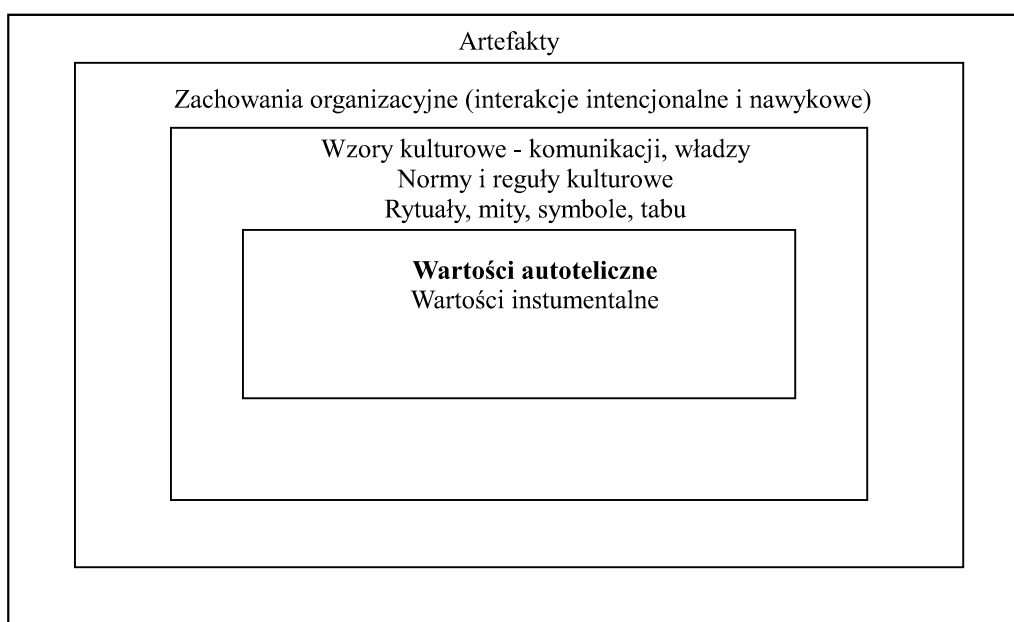 Artefakty
Zachowania organizacyjne (interakcje intencjonalne i nawykowe)
Wzory kulturowe - komunikacji, władzy
Normy i reguły kulturowe
Rytuały, mity, symbole, tabu
Wartości autoteliczne
Wartości instumentalne